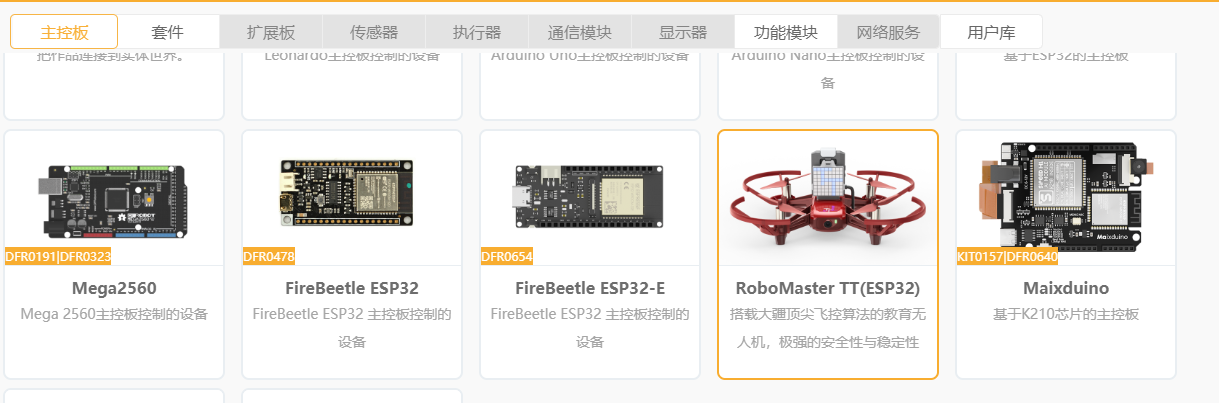 主控板 套件 扩展板 传感器 执行器 通信模块 显示器 功能模块 网络服务 用户库
把作品连接到实体世界。 Leonardo主控板控制的设备 Arduino Uno主控板控制的设备 Arduino Nano主控板控制的设 基于ESP32的主控板
备
DFR0191|DFR0323 DFR0478 DFR0654 KIT0157|DFR0640
Mega2560 FireBeetle ESP32 FireBeetle ESP32-E RoboMaster TT(ESP32) Maixduino
Mega 2560主控板控制的设备 FireBeetle ESP32 主控板控制的 FireBeetle ESP32 主控板控制的 搭载大疆顶尖飞控算法的教育无 基于K210芯片的主控板
设备 设备 人机，极强的安全性与稳定性